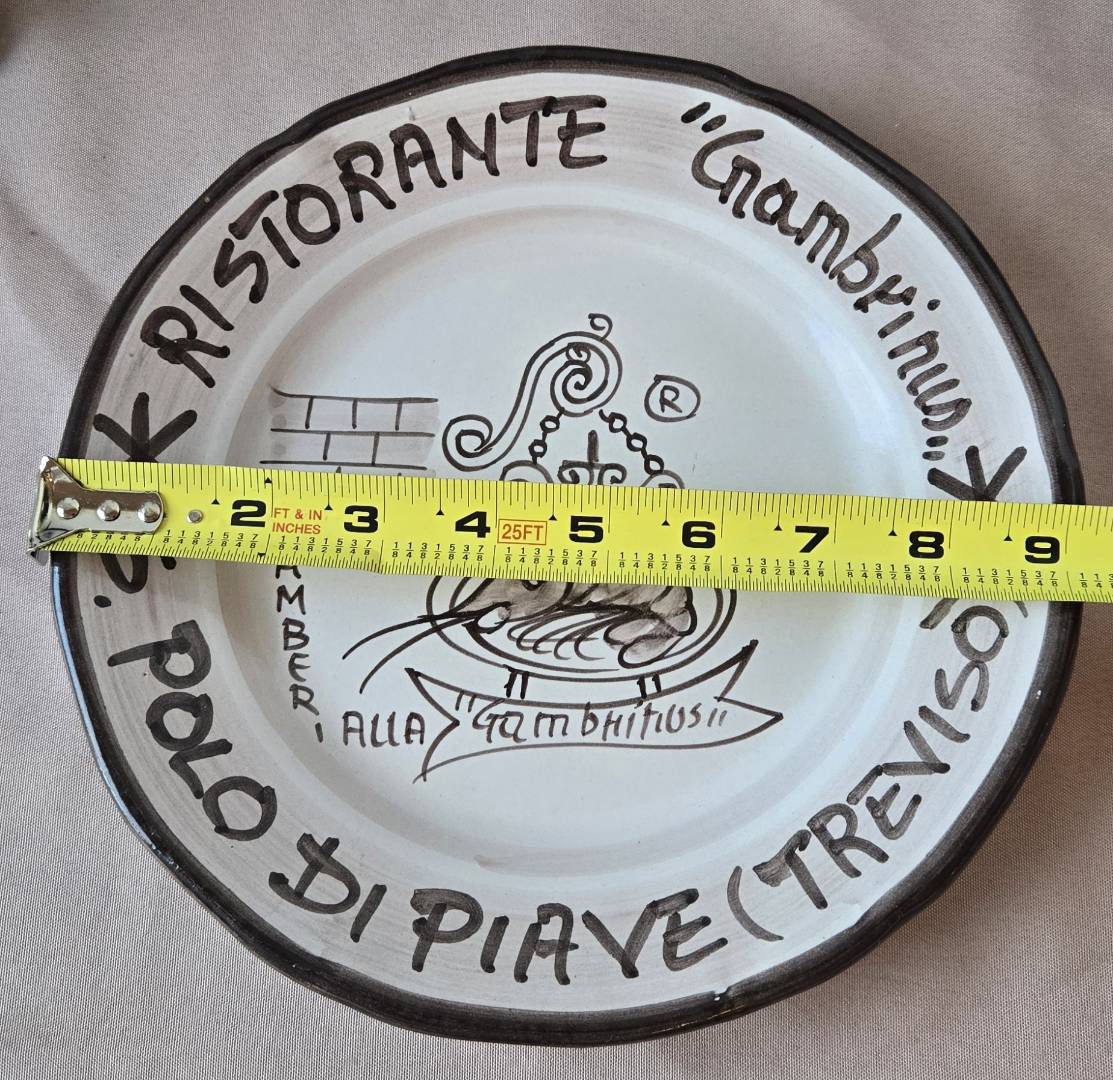 RISTORANTE "Gambrinus"
S. POLO DI PIAVE (TREVISO)
®
AMBERI
ALLA "Gambrinus"
2 3 4 5 6 7 8 9
FT & IN
INCHES
25FT